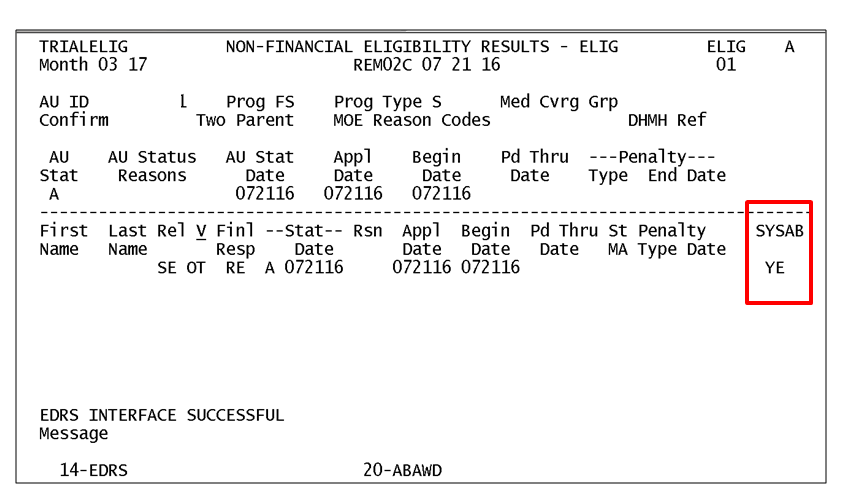 TRIALELIG NON-FINANCIAL ELIGIBILITY RESULTS - ELIG ELIG A
Month 03 17 REM02C 07 21 16 01
AU ID l Prog FS Prog Type S Med Cvrg Grp
Confirm Two Parent MOE Reason Codes DHMH Ref
AU AU Status AU Stat Appl Begin Pd Thru ---Penalty---
Stat Reasons Date Date Date Date Type End Date
A 072116 072116 072116
First Last Rel V Finl --Stat-- Rsn Appl Begin Pd Thru St Penalty SYSAB
Name Name Resp Date Date Date Date MA Type Date
SE OT RE A 072116 072116 072116 YE
EDRS INTERFACE SUCCESSFUL
Message
14-EDRS 20-ABAWD